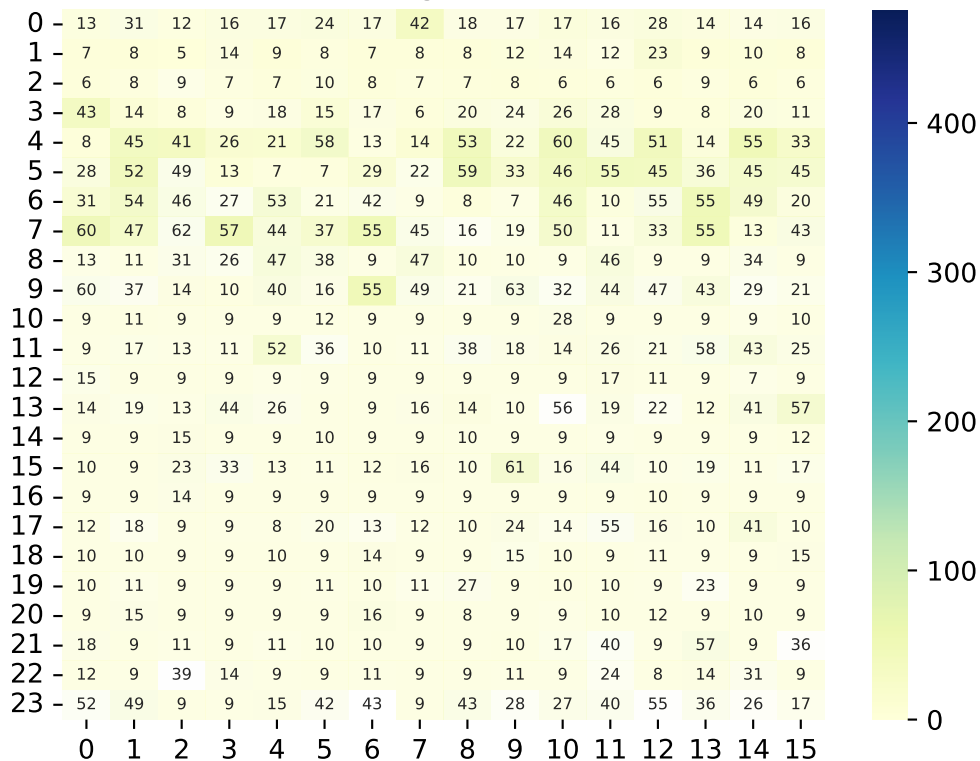 0 13 31 12 16 17 24 17 42 18 17 17 16 28 14 14 16
1 7 8 5 14 9 8 7 8 8 12 14 12 23 9 10 8
2 6 8 9 7 7 10 8 7 7 8 6 6 6 9 6 6
3 43 14 8 9 18 15 17 6 20 24 26 28 9 8 20 11
4 8 45 41 26 21 58 13 14 53 22 60 45 51 14 55 33
5 28 52 49 13 7 7 29 22 59 33 46 55 45 36 45 45
6 31 54 46 27 53 21 42 9 8 7 46 10 55 55 49 20
7 60 47 62 57 44 37 55 45 16 19 50 11 33 55 13 43
8 13 11 31 26 47 38 9 47 10 10 9 46 9 9 34 9
9 60 37 14 10 40 16 55 49 21 63 32 44 47 43 29 21
10 9 11 9 9 9 12 9 9 9 9 28 9 9 9 9 10
11 9 17 13 11 52 36 10 11 38 18 14 26 21 58 43 25
12 15 9 9 9 9 9 9 9 9 9 9 17 11 9 7 9
13 14 19 13 44 26 9 9 16 14 10 56 19 22 12 41 57
14 9 9 15 9 9 10 9 9 10 9 9 9 9 9 9 12
15 10 9 23 33 13 11 12 16 10 61 16 44 10 19 11 17
16 9 9 14 9 9 9 9 9 9 9 9 9 10 9 9 9
17 12 18 9 9 8 20 13 12 10 24 14 55 16 10 41 10
18 10 10 9 9 10 9 14 9 9 15 10 9 11 9 9 15
19 10 11 9 9 9 11 10 11 27 9 10 10 9 23 9 9
20 9 15 9 9 9 9 16 9 8 9 9 10 12 9 10 9
21 18 9 11 9 11 10 10 9 9 10 17 40 9 57 9 36
22 12 9 39 14 9 9 11 9 9 11 9 24 8 14 31 9
23 52 49 9 9 15 42 43 9 43 28 27 40 55 36 26 17
0 1 2 3 4 5 6 7 8 9 10 11 12 13 14 15
400
300
200
100
0